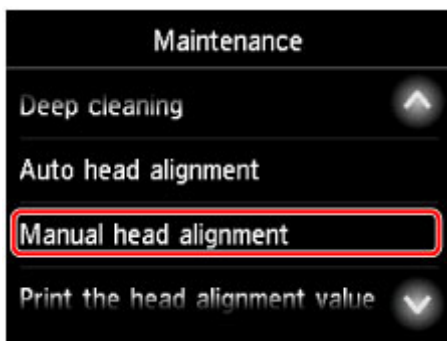 Maintenance
Deep cleaning
Auto head alignment
Manual head alignment
Print the head alignment value